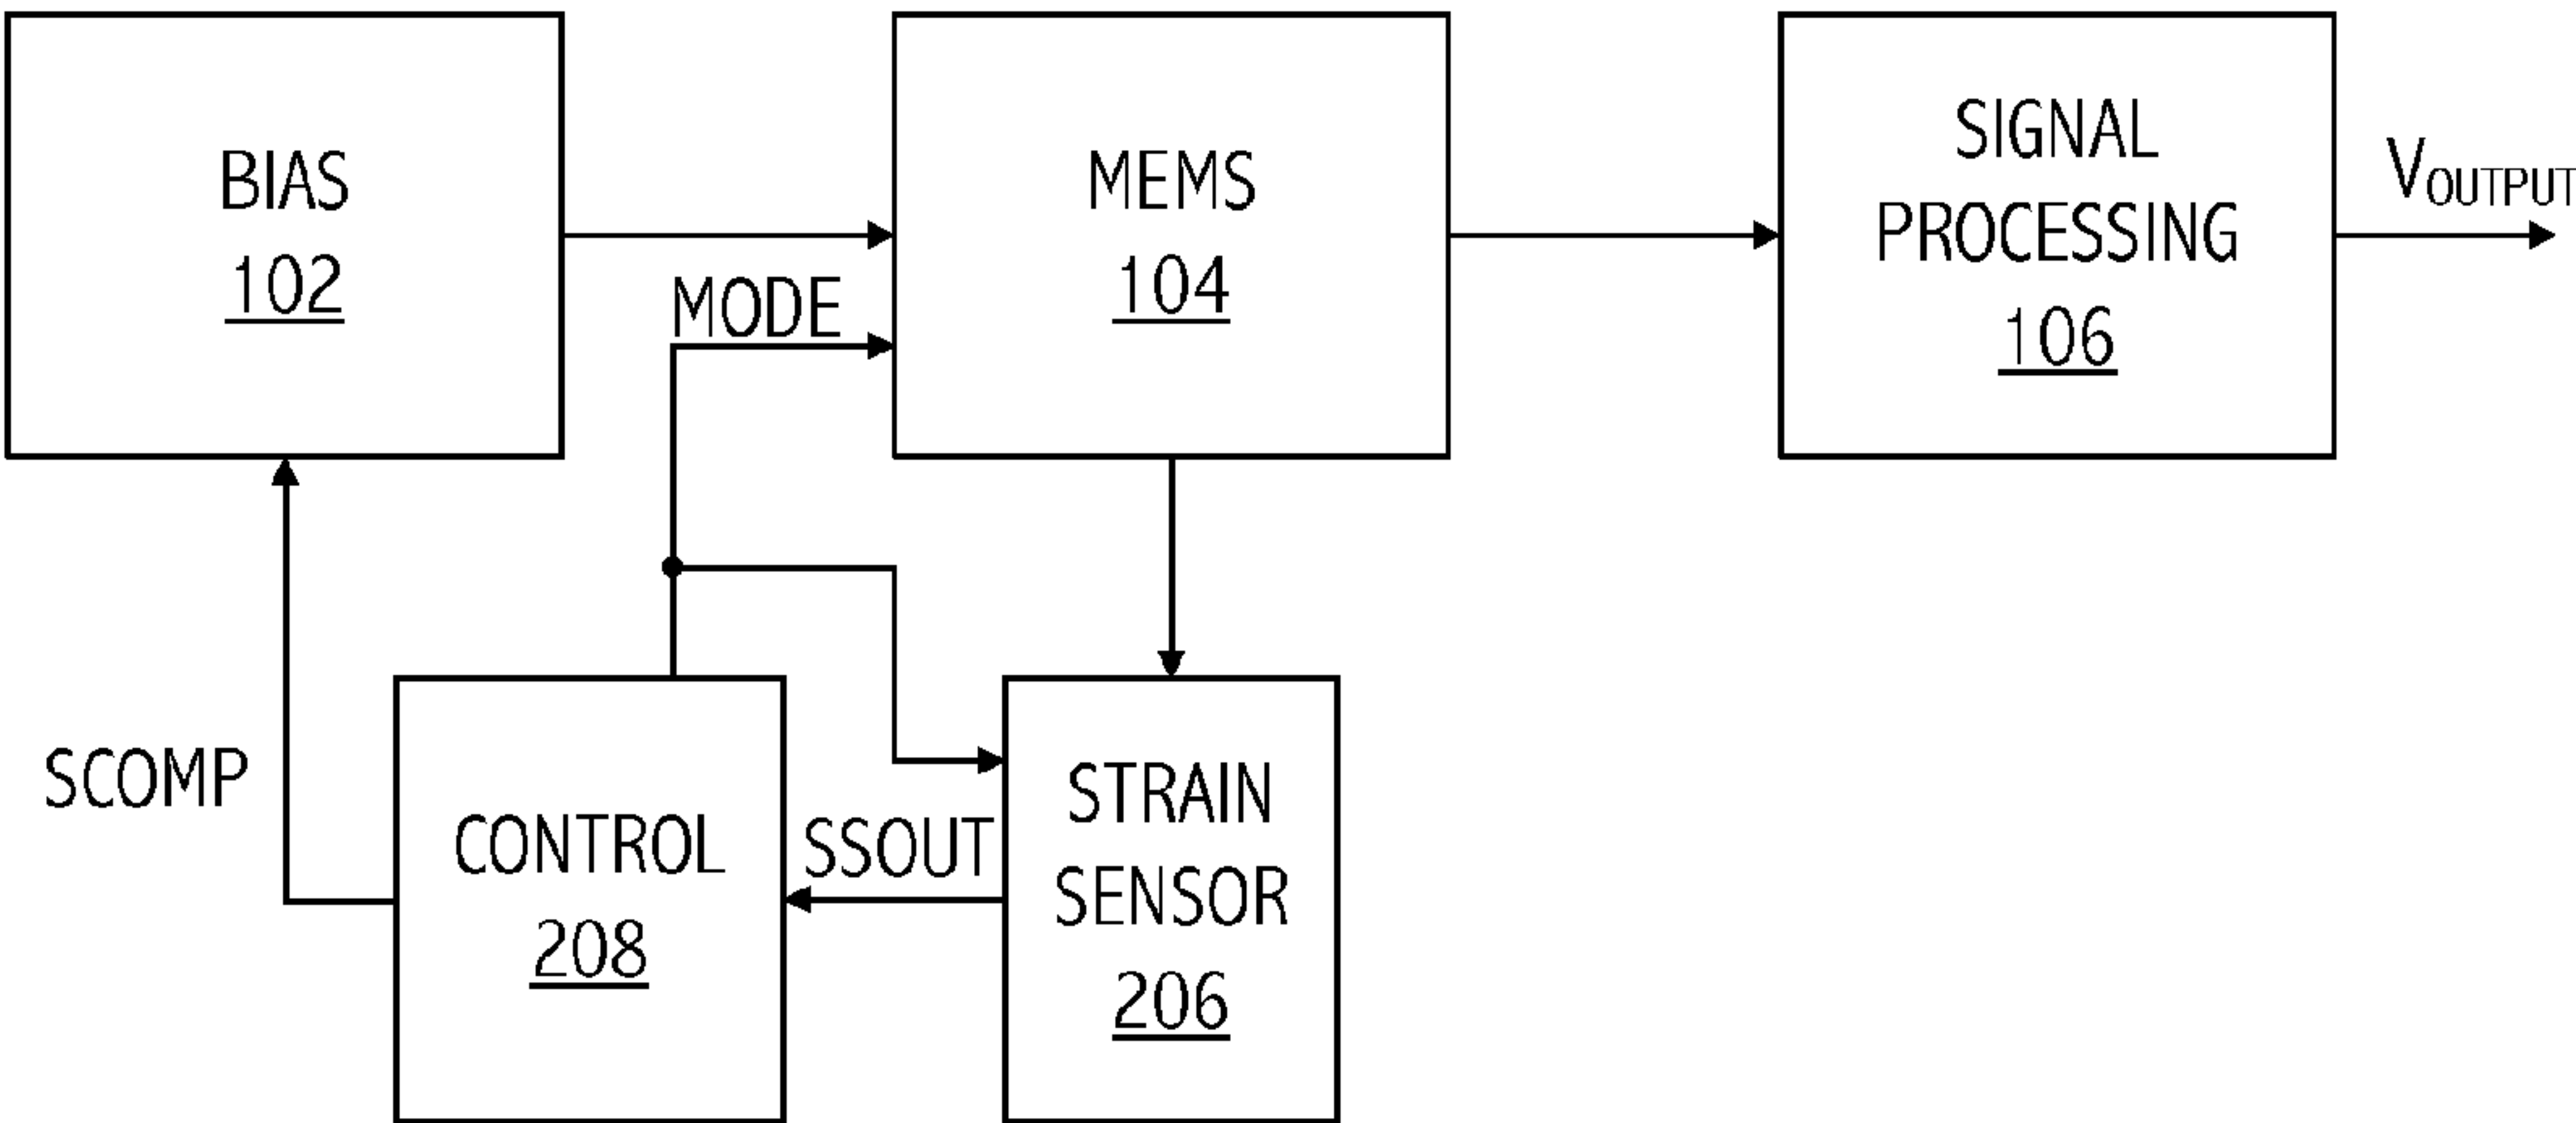 BIAS
102
MEMS
104
SIGNAL
PROCESSING
106
VOUTPUT
MODE
SCOMP
CONTROL
208
SSOUT
STRAIN
SENSOR
206